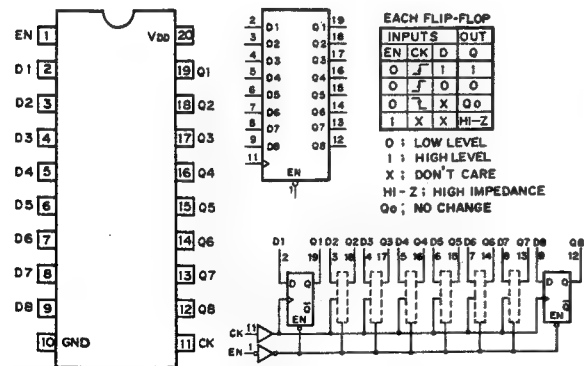 EN 1
VDD 20
D1 2
19 Q1
D2 3
18 Q2
D3 4
17 Q3
D4 5
16 Q4
D5 6
15 Q5
D6 7
14 Q6
D7 8
13 Q7
D8 9
12 Q8
10 GND
11 CK
2 D1 Q1 19
3 D2 Q2 18
4 D3 Q3 17
5 D4 Q4 16
6 D5 Q5 15
7 D6 Q6 14
8 D7 Q7 13
9 D8 Q8 12
11
EN
1
EACH FLIP-FLOP
INPUTS OUT
EN CK D Q
0 1 1
0 0 0
0 X Qo
1 X X HI-Z
0 ; LOW LEVEL
1 ; HIGH LEVEL
X ; DON'T CARE
HI-Z ; HIGH IMPEDANCE
Qo ; NO CHANGE
D1 Q1 D2 Q2 D3 Q3 D4 Q4 D5 Q5 D6 Q6 D7 Q7 D8 Q8
2 19 3 18 4 17 5 16 6 15 7 14 8 13 9 12
D Q
Q̅
EN
D Q
Q̅
EN
CK 11
EN 1